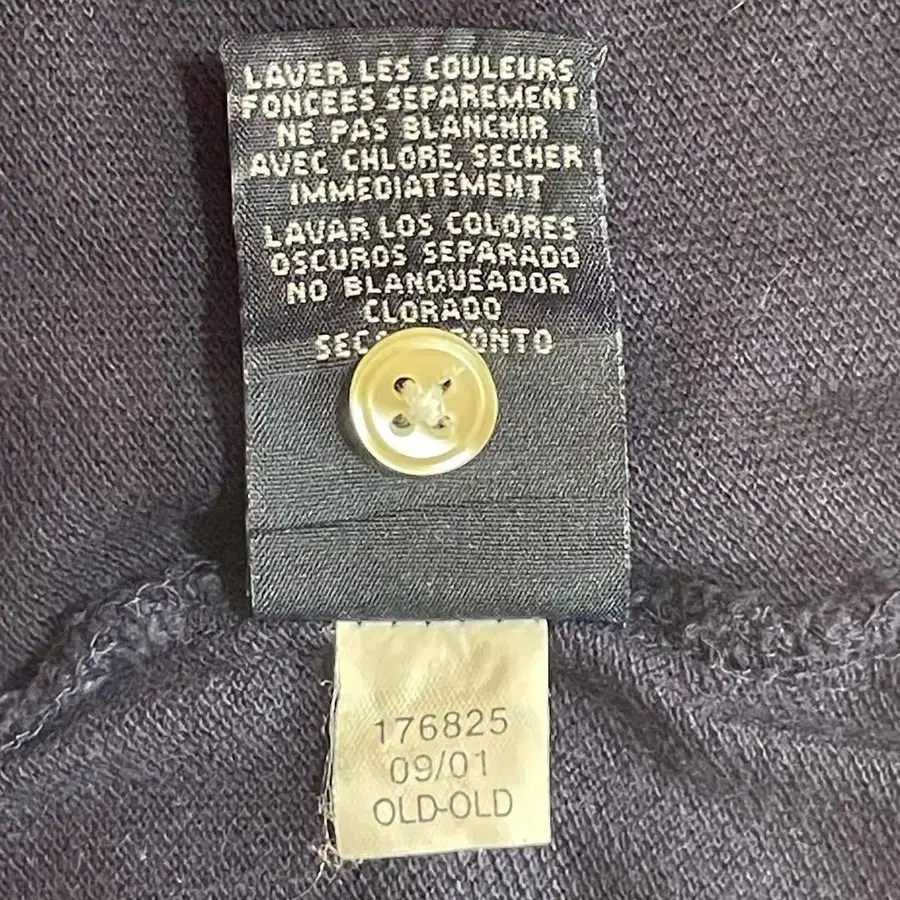 LAVER LES COULEURS
FONCEES SEPAREMENT
NE PAS BLANCHIR
AVEC CHLORE, SECHER
IMMEDIATEMENT
LAVAR LOS COLORES
OSCUROS SEPARADO
NO BLANQUEADOR
CLORADO
176825
09/01
OLD-OLD